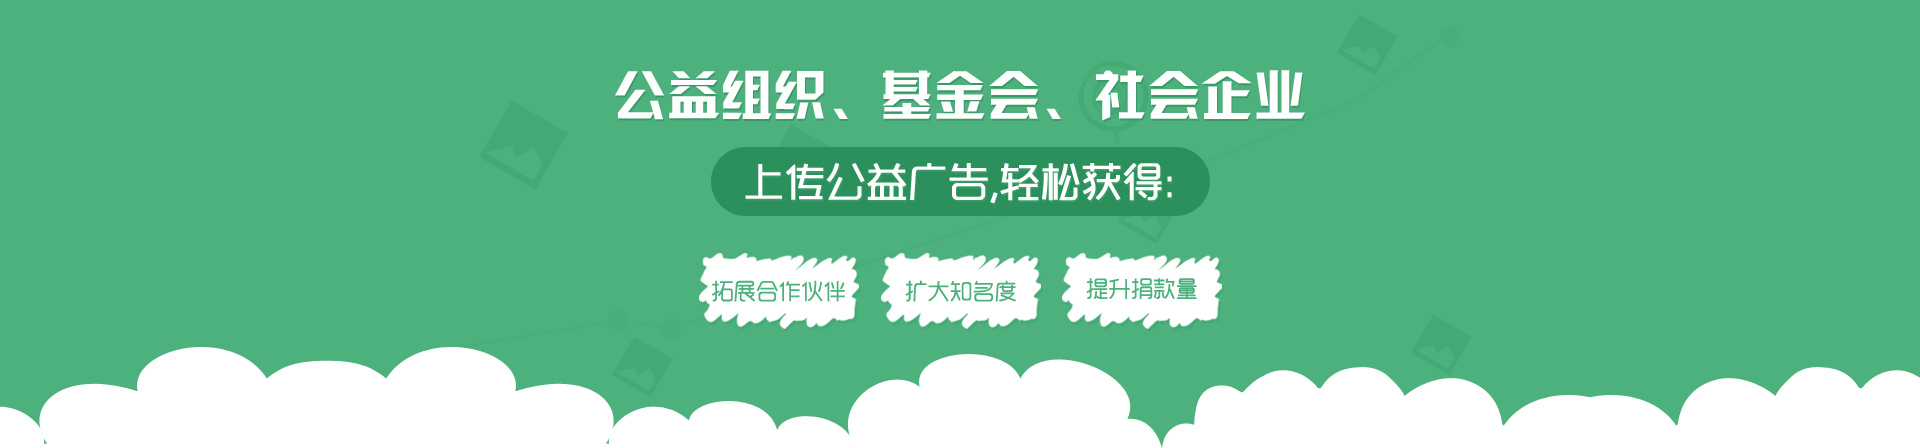 公益组织、基金会、社会企业
上传公益广告,轻松获得:
拓展合作伙伴
扩大知名度
提升捐款量